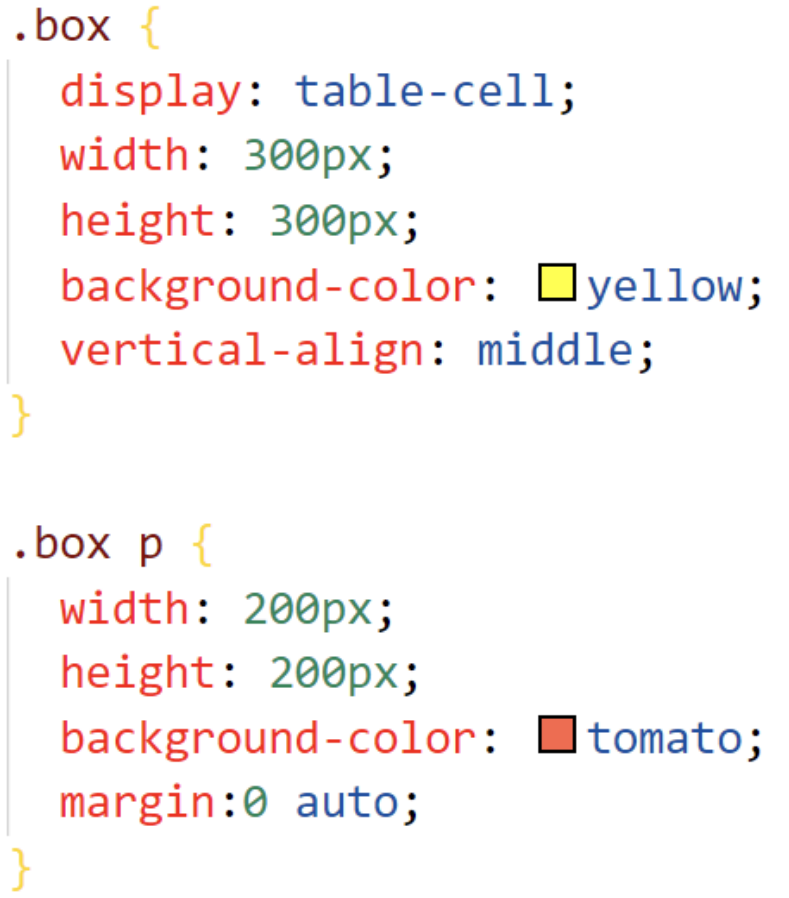 .box {
display: table-cell;
width: 300px;
height: 300px;
background-color: yellow;
vertical-align: middle;
}
.box p {
width: 200px;
height: 200px;
background-color: tomato;
margin:0 auto;
}